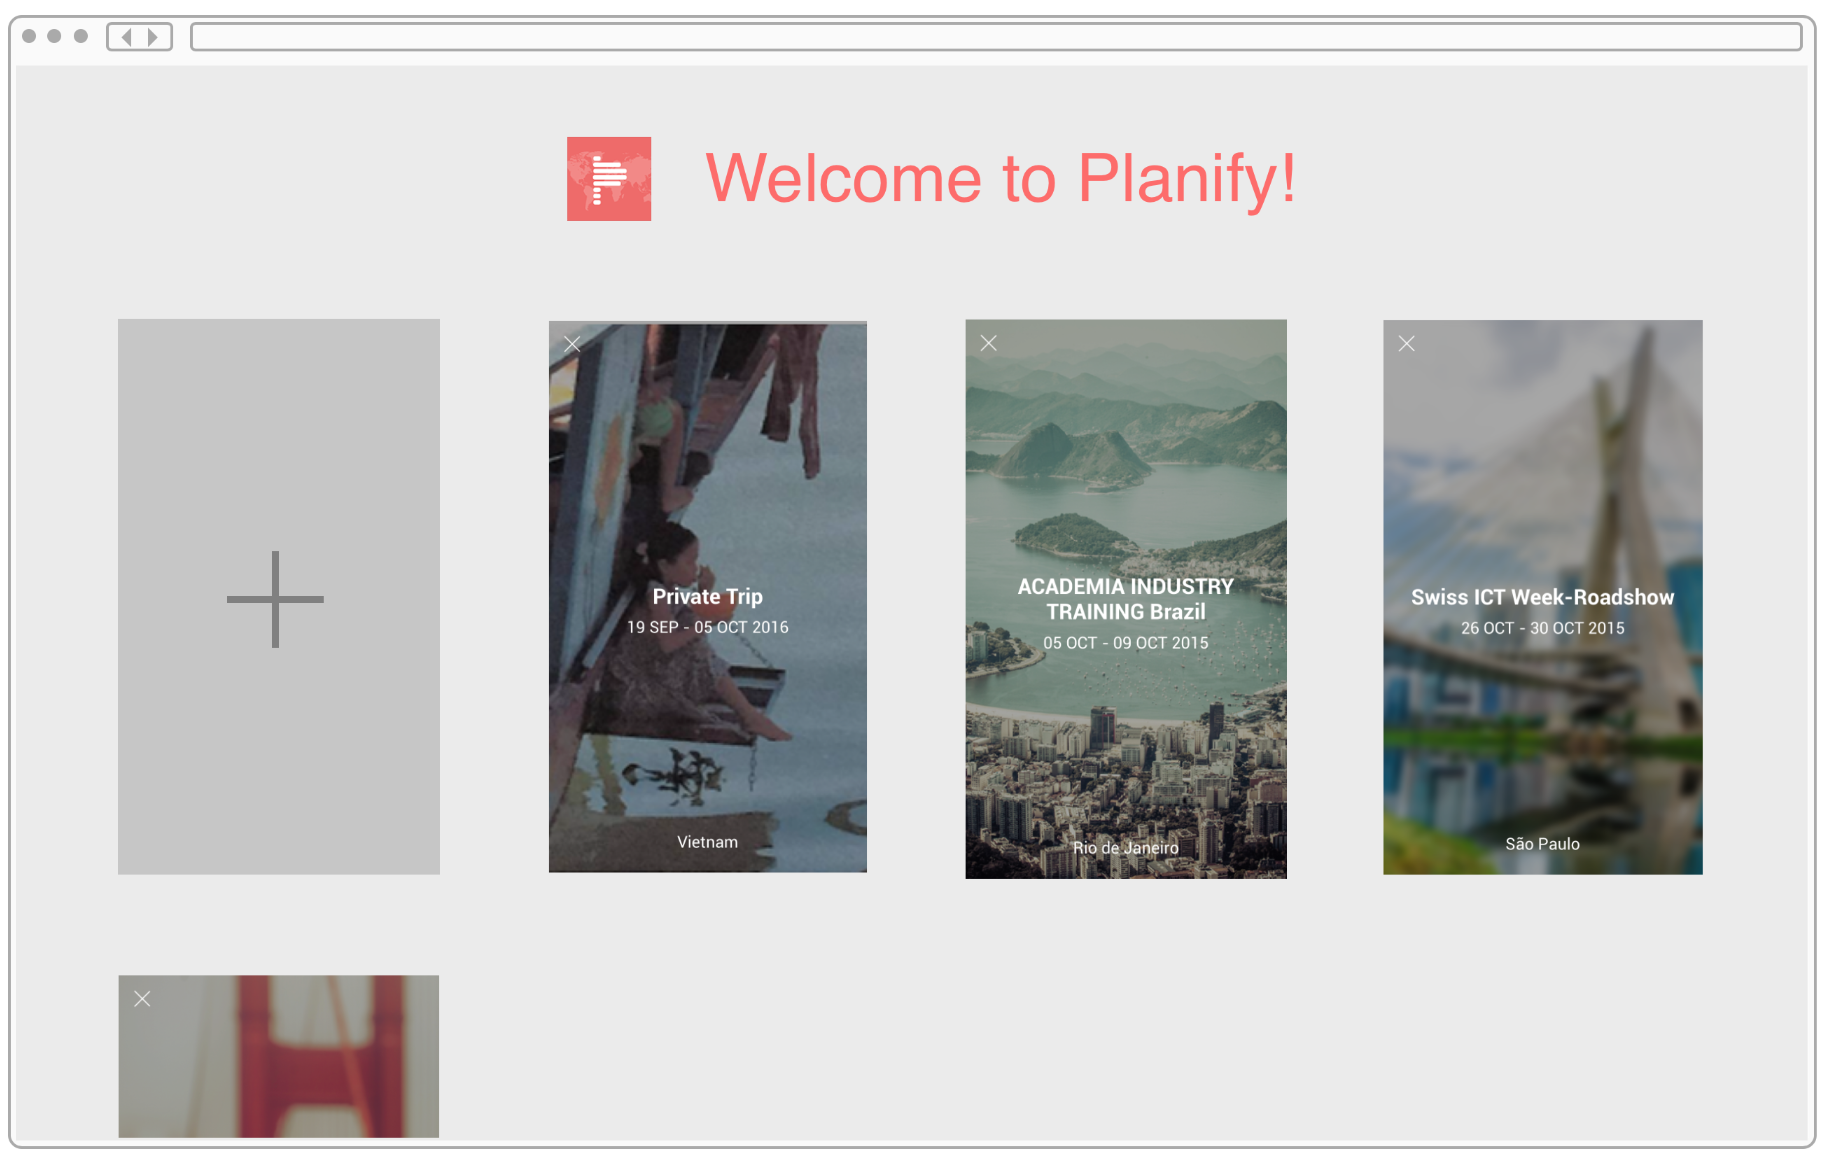 Welcome to Planify!
Private Trip
19 SEP - 05 OCT 2016
Vietnam
ACADEMIA INDUSTRY
TRAINING Brazil
05 OCT - 09 OCT 2015
Rio de Janeiro
Swiss ICT Week-Roadshow
26 OCT - 30 OCT 2015
São Paulo